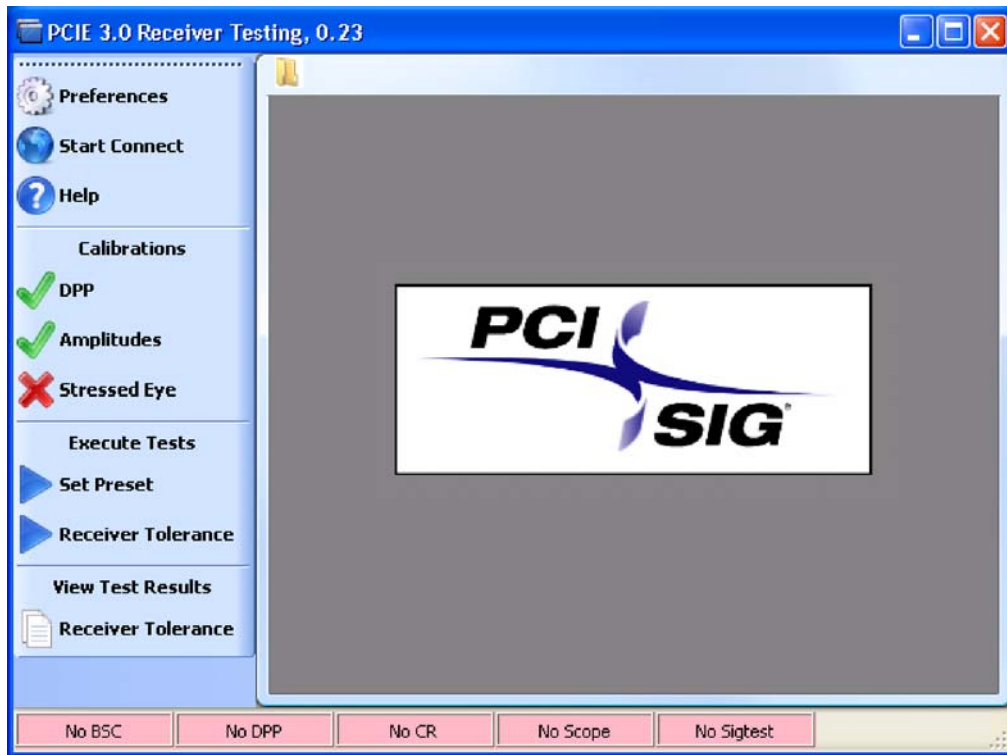 PCIE 3.0 Receiver Testing, 0.23
Preferences
Start Connect
Help
Calibrations
DPP
Amplitudes
Stressed Eye
Execute Tests
Set Preset
Receiver Tolerance
View Test Results
Receiver Tolerance
PCI
SIG
No BSC
No DPP
No CR
No Scope
No Sigtest